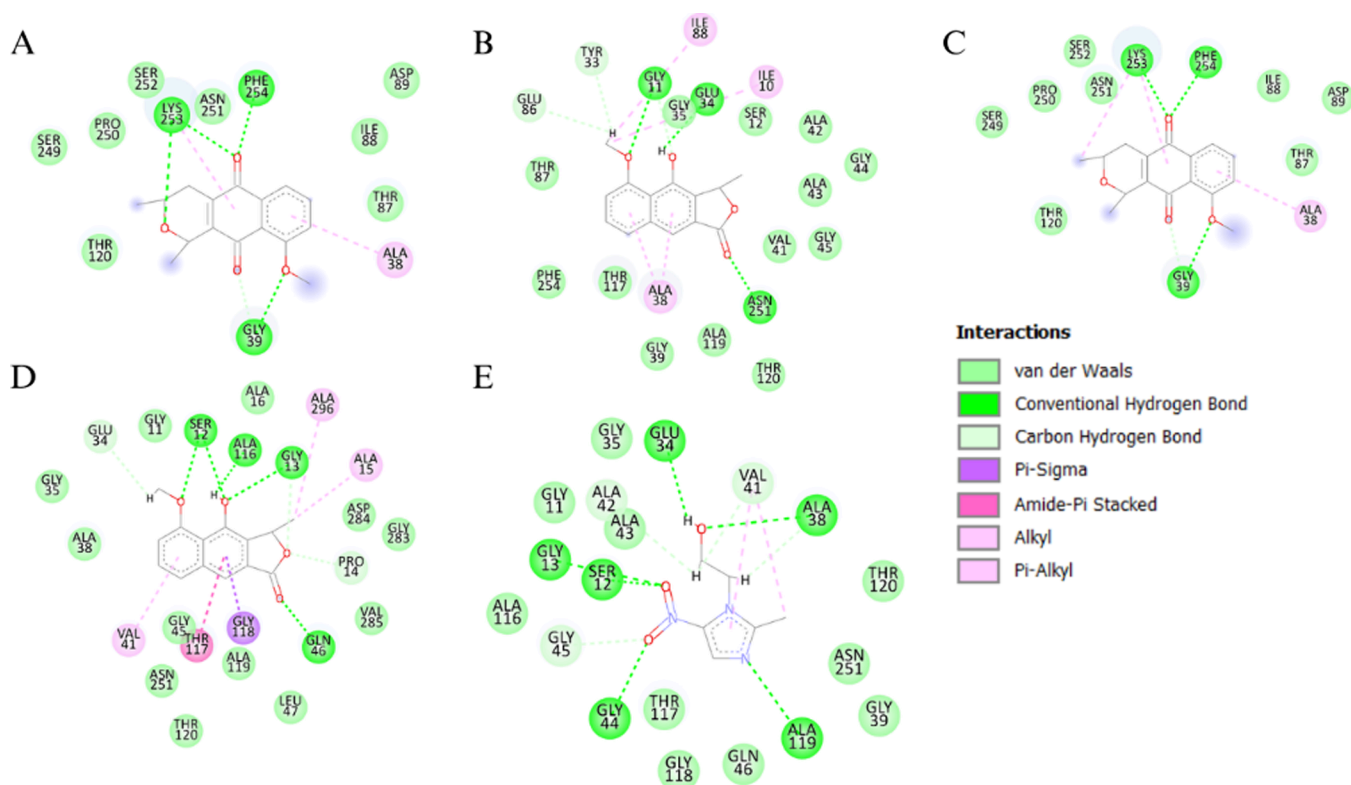 A
SER
252
ASN
251
PHE
254
ASP
89
LYS
253
PRO
250
SER
249
ILE
88
THR
87
THR
120
ALA
38
GLY
39
O
O
O
O
B
ILE
88
TYR
33
GLY
11
ILE
10
GLU
34
GLU
86
GLY
35
SER
12
ALA
42
H
H
O
O
THR
87
GLY
44
ALA
43
O
O
VAL
41
GLY
45
PHE
254
THR
117
ALA
38
ASN
251
GLY
39
ALA
119
THR
120
C
SER
252
LYS
253
PHE
254
ASN
251
ILE
88
PRO
250
ASP
89
SER
249
THR
87
THR
120
ALA
38
GLY
39
O
O
O
O
Interactions
van der Waals
Conventional Hydrogen Bond
Carbon Hydrogen Bond
Pi-Sigma
Amide-Pi Stacked
Alkyl
Pi-Alkyl
D
ALA
16
ALA
296
GLY
11
SER
12
GLU
34
ALA
116
GLY
13
ALA
15
GLY
35
H
O
H
O
ASP
284
GLY
283
ALA
38
O
PRO
14
O
VAL
285
VAL
41
GLY
45
THR
117
GLY
118
GLN
46
ALA
119
ASN
251
LEU
47
THR
120
E
GLY
35
GLU
34
VAL
41
GLY
11
ALA
42
ALA
43
ALA
38
H
O
GLY
13
SER
12
H
H
THR
120
O
ALA
116
N
N
GLY
45
O
N
ASN
251
GLY
44
THR
117
GLY
39
ALA
119
GLY
118
GLN
46